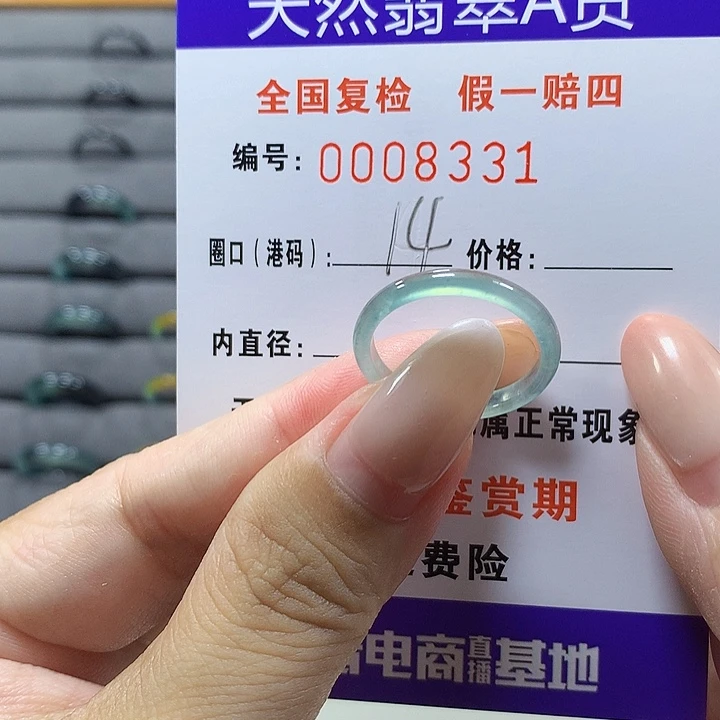 天然翡翠A货
全国复检 假一赔四
编号: 0008331
圈口(港码): 14 价格:
内直径:
属正常现象
鉴赏期
费险
电商直播基地